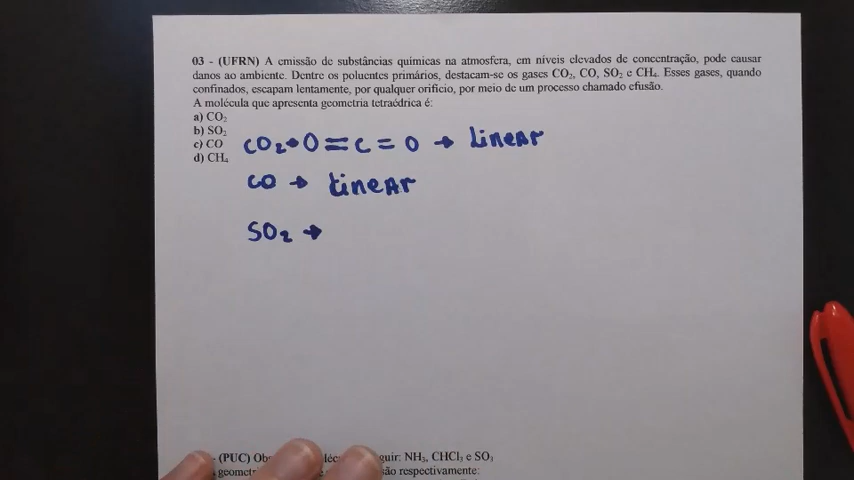 03 - (UFRN) A emissão de substâncias químicas na atmosfera, em níveis elevados de concentração, pode causar
danos ao ambiente. Dentre os poluentes primários, destacam-se os gases CO₂, CO, SO₂ e CH₄. Esses gases, quando
confinados, escapam lentamente, por qualquer orifício, por meio de um processo chamado efusão.
A molécula que apresenta geometria tetraédrica é:
a) CO₂
b) SO₂
c) CO
d) CH₄
CO₂ → O = C = O → Linear
CO → Linear
SO₂ →
- (PUC) guir: NH₃, CHCl₃ e SO₃
são respectivamente: